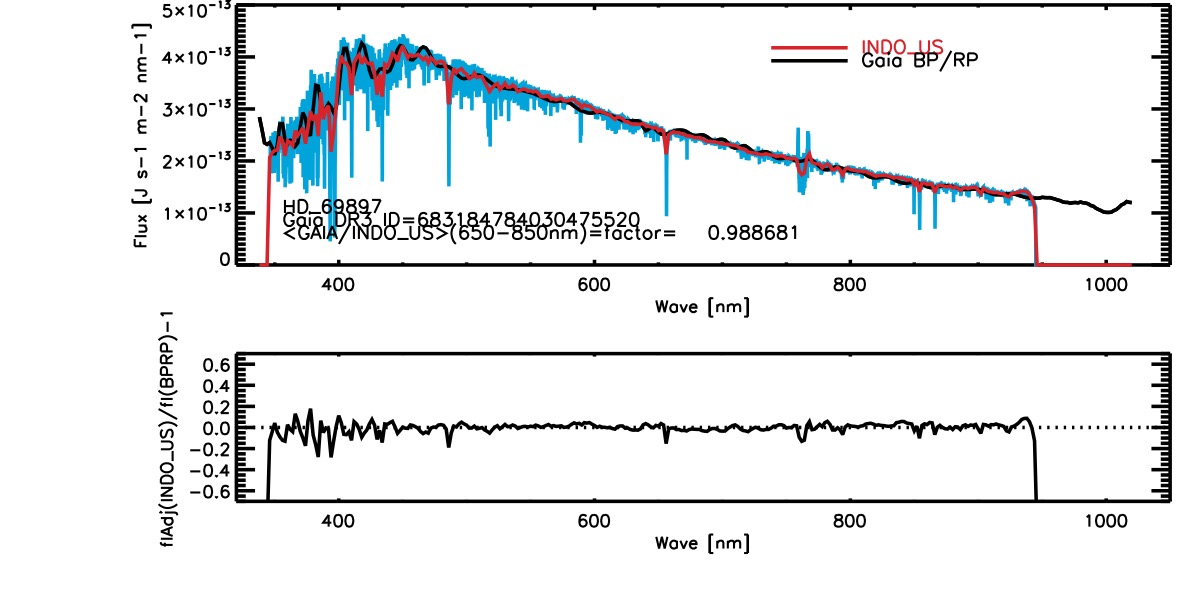 5×10-13
4×10-13
3×10-13
2×10-13
1×10-13
0
Flux [J s-1 m-2 nm-1]
INDO_US
Gaia BP/RP
HD_69897
Gaia DR3 ID=683184784030475520
<GAIA/INDO_US>(650-850nm)=factor= 0.988681
400 600 800 1000
Wave [nm]
flAdj(INDO_US)/fl(BPRP)-1
0.6
0.4
0.2
0.0
-0.2
-0.4
-0.6
400 600 800 1000
Wave [nm]